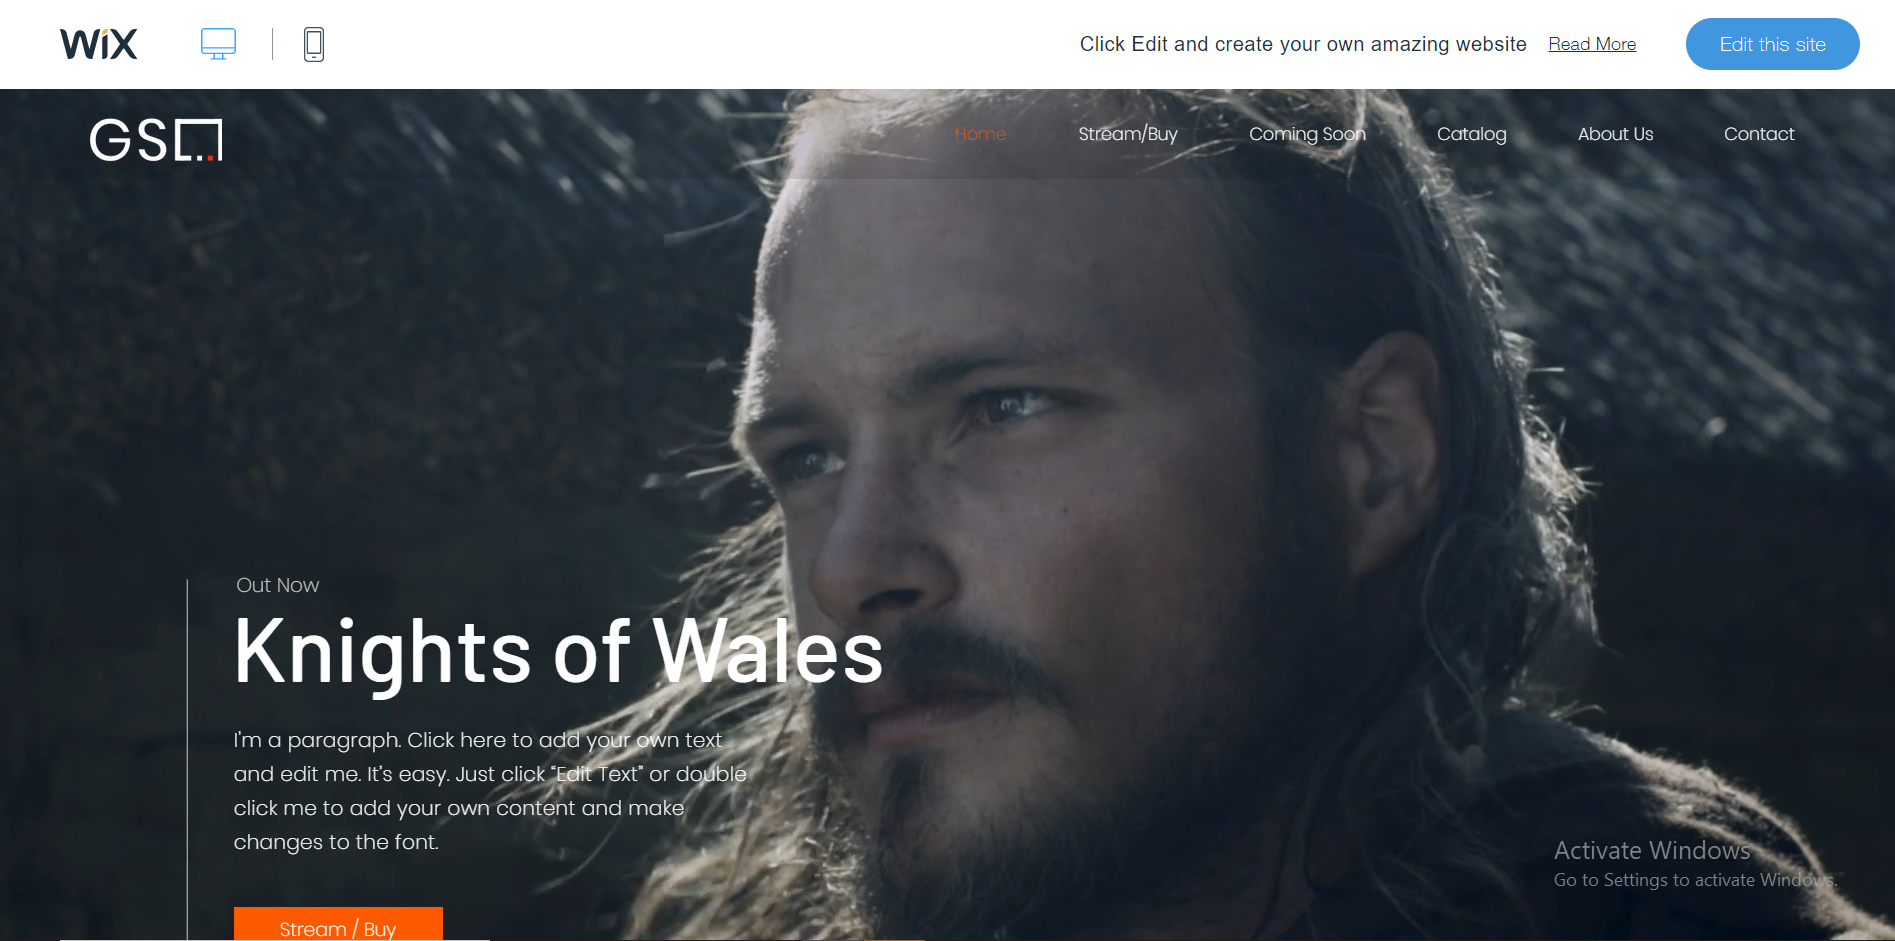 WiX
Click Edit and create your own amazing website Read More Edit this site
GS
Home Stream/Buy Coming Soon Catalog About Us Contact
Out Now
Knights of Wales
I'm a paragraph. Click here to add your own text
and edit me. It’s easy. Just click “Edit Text” or double
click me to add your own content and make
changes to the font.
Activate Windows
Go to Settings to activate Windows.
Stream / Buy